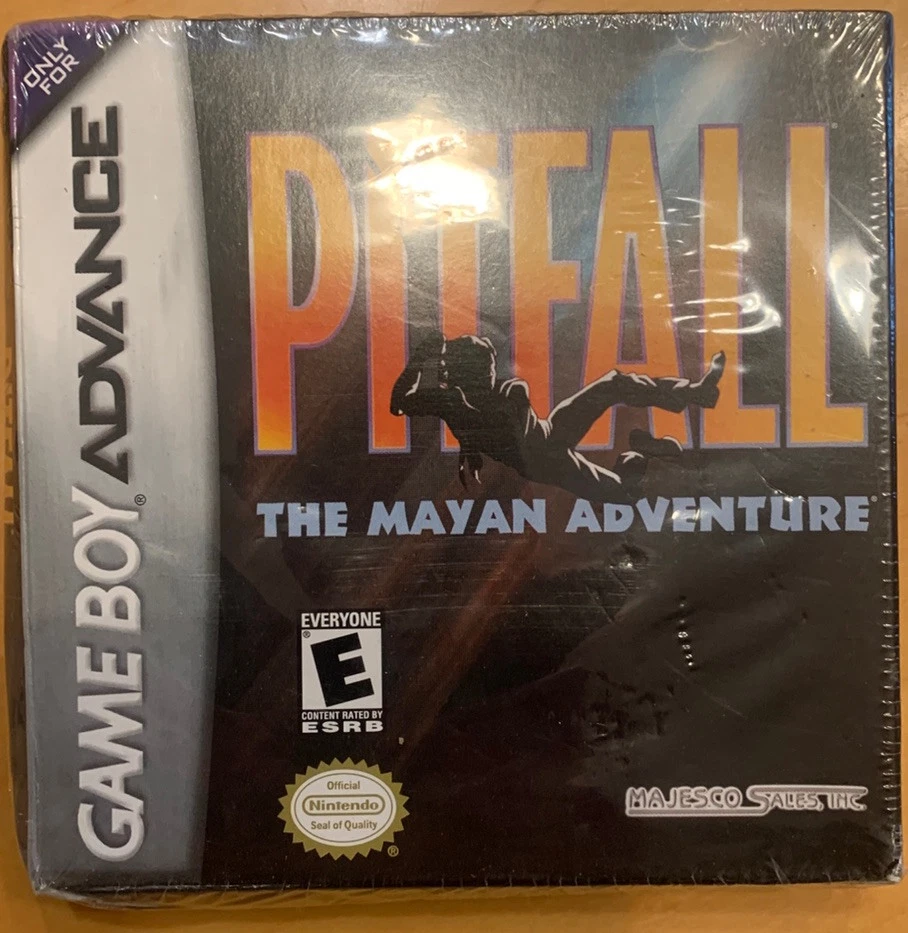 ONLY
FOR
GAME BOY ADVANCE
®
PITFALL
THE MAYAN ADVENTURE
EVERYONE
E
®
CONTENT RATED BY
ESRB
Official
Nintendo
Seal of Quality
®
MAJESCO SALES, INC.